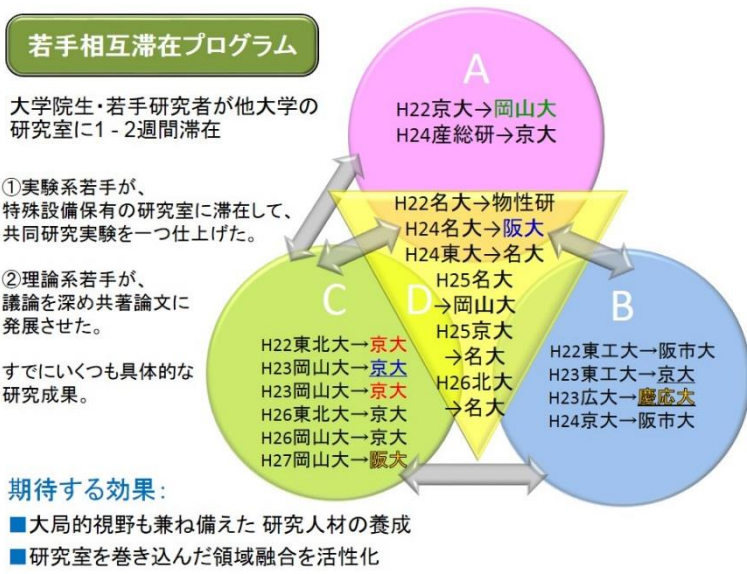 若手相互滞在プログラム
大学院生・若手研究者が他大学の
研究室に1-2週間滞在
①実験系若手が、
特殊設備保有の研究室に滞在して、
共同研究実験を一つ仕上げた。
②理論系若手が、
議論を深め共著論文に
発展させた。
すでにいくつも具体的な
研究成果。
A
H22京大→岡山大
H24産総研→京大
H22名大→物性研
H24名大→阪大
H24東大→名大
D
H25名大
→岡山大
H25京大
→名大
H26北大
→名大
C
H22東北大→京大
H23岡山大→京大
H23岡山大→京大
H26東北大→京大
H26岡山大→京大
H27岡山大→阪大
B
H22東工大→阪市大
H23東工大→京大
H23広大→慶応大
H24京大→阪市大
期待する効果:
■大局的視野も兼ね備えた 研究人材の養成
■研究室を巻き込んだ領域融合を活性化